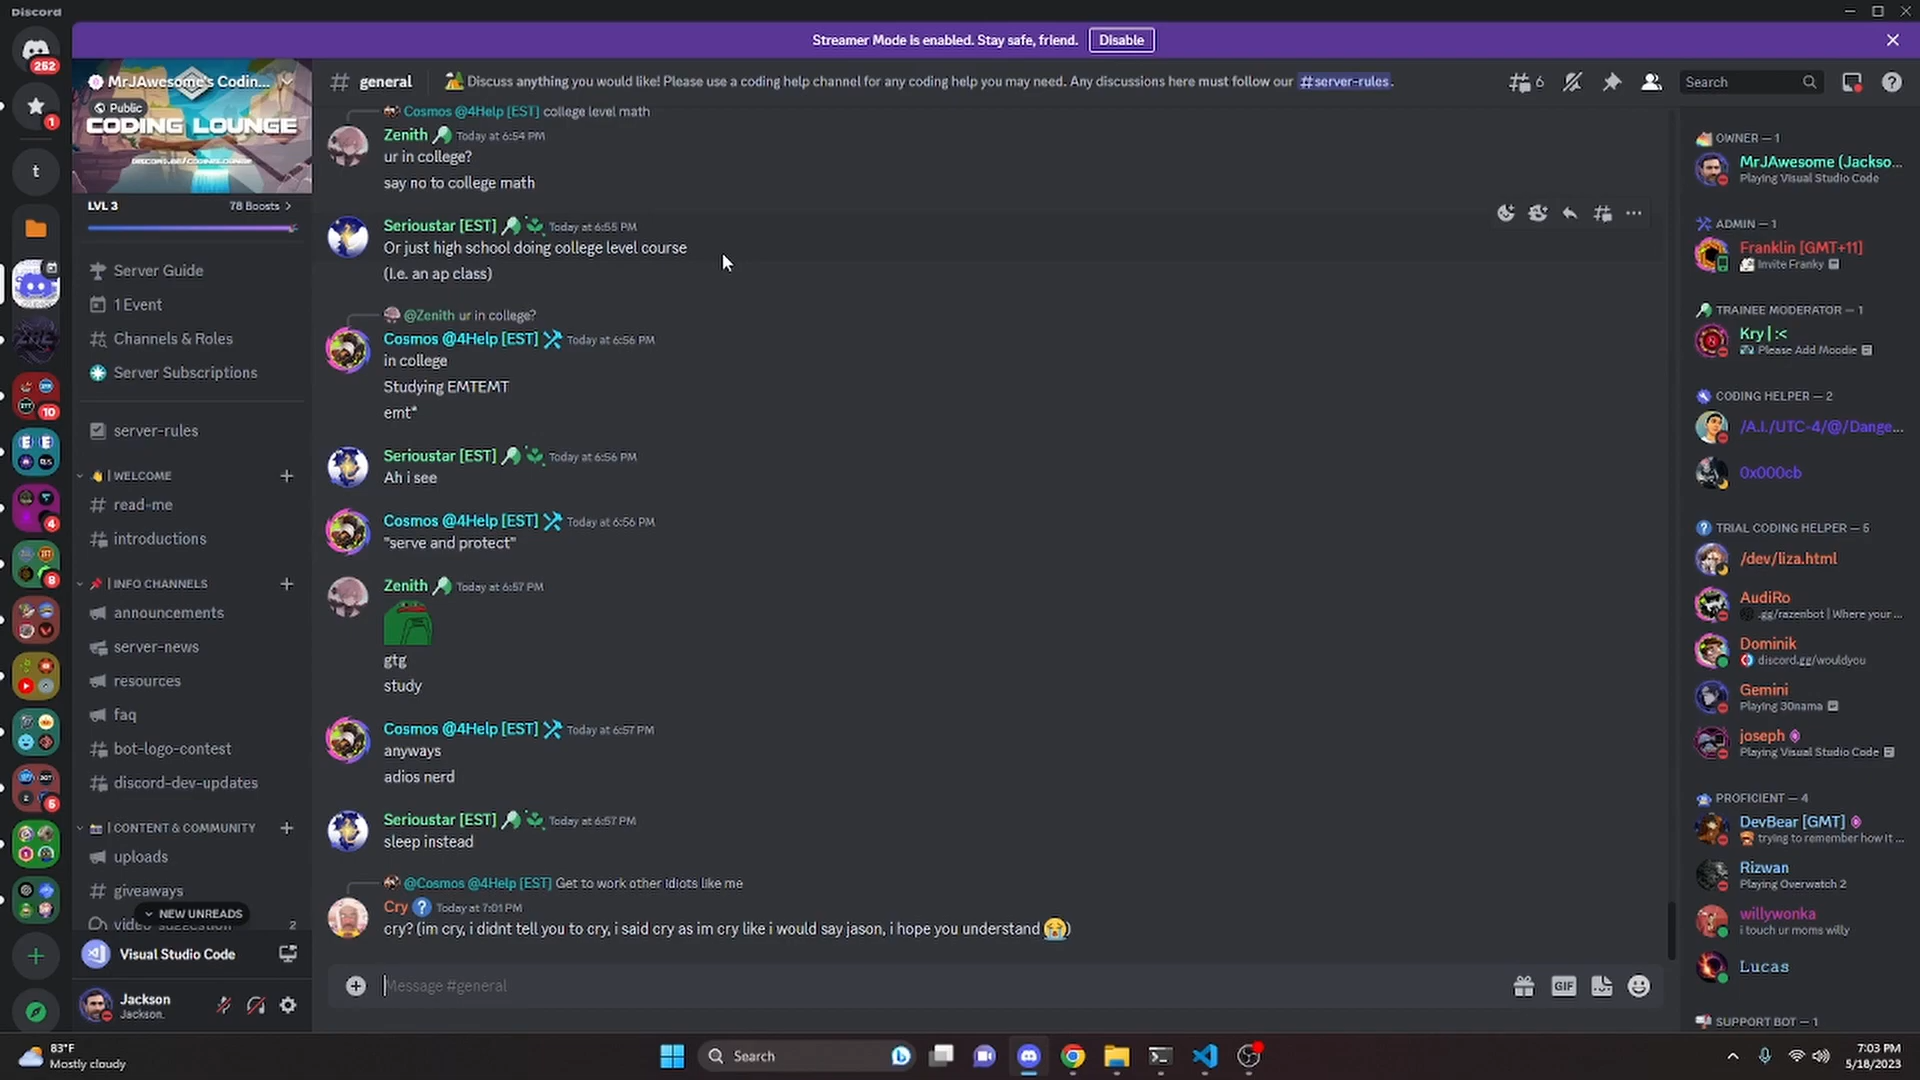 Discord
Streamer Mode is enabled. Stay safe, friend.
Disable
252
1
t
10
4
8
5
MrJAwesome's Codin...
Public
CODING LOUNGE
LVL 3
78 Boosts
Server Guide
1 Event
Channels & Roles
Server Subscriptions
server-rules
| WELCOME
read-me
introductions
| INFO CHANNELS
announcements
server-news
resources
faq
bot-logo-contest
discord-dev-updates
| CONTENT & COMMUNITY
uploads
giveaways
NEW UNREADS
2
Visual Studio Code
Jackson
Jackson.
general
Discuss anything you would like! Please use a coding help channel for any coding help you may need. Any discussions here must follow our #server-rules.
6
Search
Cosmos @4Help [EST] college level math
Zenith Today at 6:54 PM
ur in college?
say no to college math
Serioustar [EST] Today at 6:55 PM
Or just high school doing college level course
(I.e. an ap class)
@Zenith ur in college?
Cosmos @4Help [EST] Today at 6:56 PM
in college
Studying EMTEMT
emt*
Serioustar [EST] Today at 6:56 PM
Ah i see
Cosmos @4Help [EST] Today at 6:56 PM
"serve and protect"
Zenith Today at 6:57 PM
gtg
study
Cosmos @4Help [EST] Today at 6:57 PM
anyways
adios nerd
Serioustar [EST] Today at 6:57 PM
sleep instead
@Cosmos @4Help [EST] Get to work other idiots like me
Cry ? Today at 7:01 PM
cry? (im cry, i didnt tell you to cry, i said cry as im cry like i would say jason, i hope you understand 😭)
Message #general
GIF
OWNER — 1
MrJAwesome (Jackso...
Playing Visual Studio Code
ADMIN — 1
Franklin [GMT+11]
Invite Franky
TRAINEE MODERATOR — 1
Kry | :<
Please Add Moodie
CODING HELPER — 2
/A.I./UTC-4/@/Dange...
0x000cb
TRIAL CODING HELPER — 5
/dev/liza.html
AudiRo
.gg/razenbot | Where your ...
Dominik
discord.gg/wouldyou
Gemini
Playing 30nama
joseph
Playing Visual Studio Code
PROFICIENT — 4
DevBear [GMT]
trying to remember how it ...
Rizwan
Playing Overwatch 2
willywonka
i touch ur moms willy
Lucas
SUPPORT BOT — 1
83°F
Mostly cloudy
Search
7:03 PM
5/18/2023